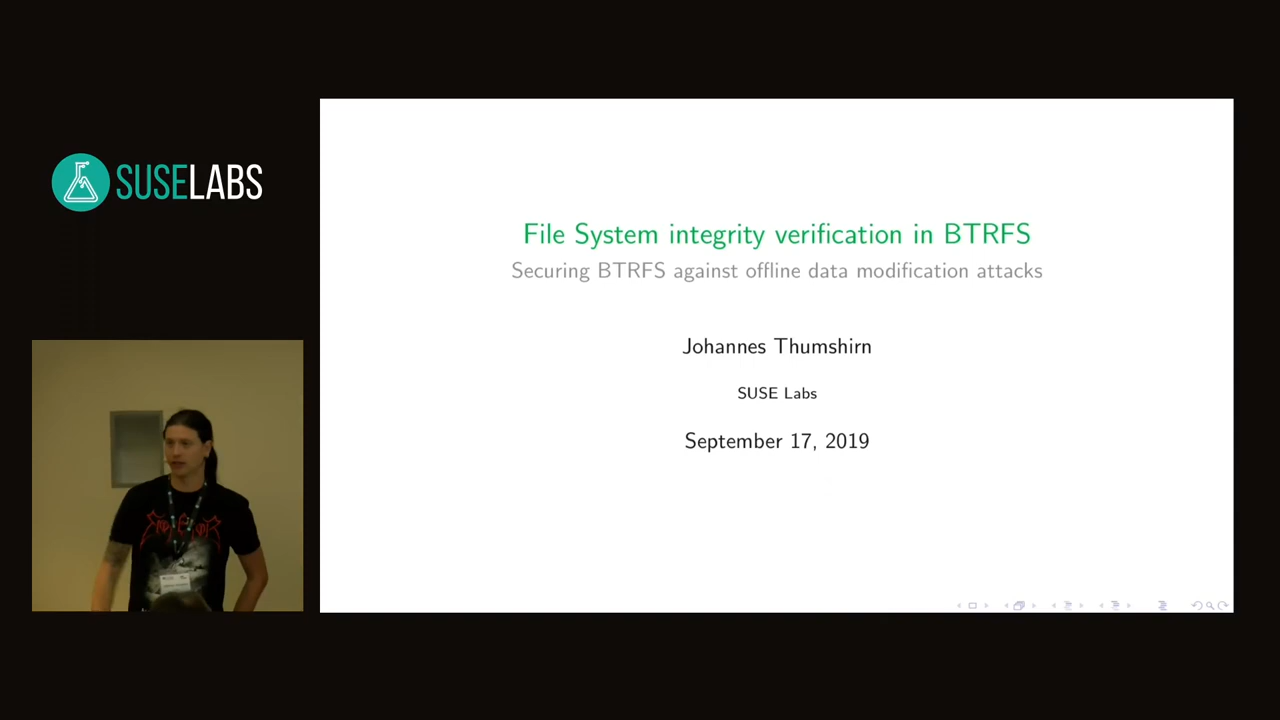 SUSELABS
File System integrity verification in BTRFS
Securing BTRFS against offline data modification attacks
Johannes Thumshirn
SUSE Labs
September 17, 2019
EMPEROR